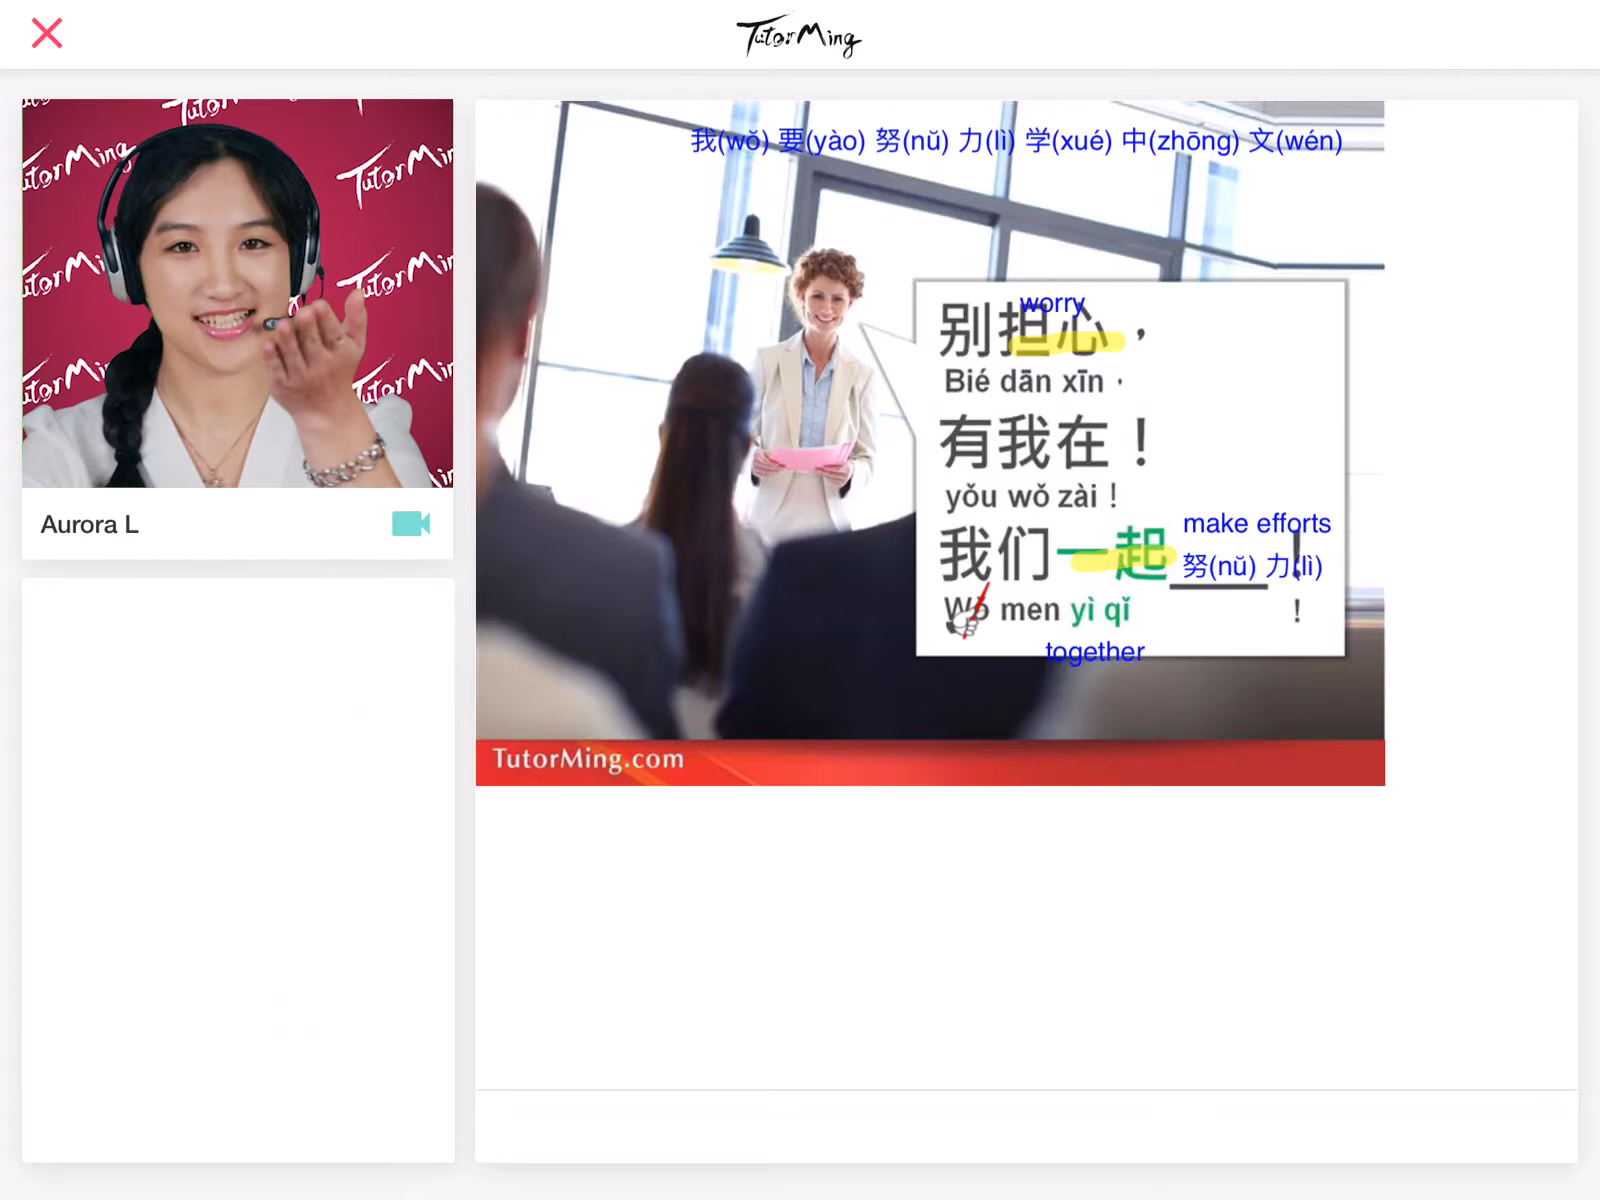 TutorMing
TutorMing
TutorMing
Aurora L
我(wǒ) 要(yào) 努(nǔ) 力(lì) 学(xué) 中(zhōng) 文(wén)
worry
别担心，
Bié dān xīn，
有我在！
yǒu wǒ zài！
make efforts
我们一起 努(nǔ) 力(lì) ！
Wǒ men yì qǐ ！
together
TutorMing.com